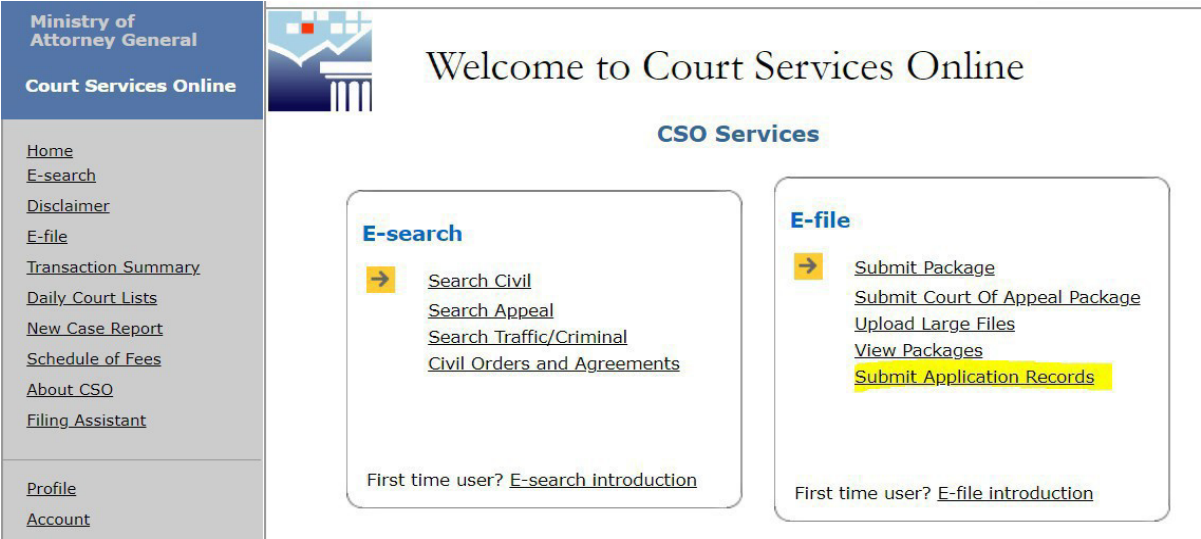 Ministry of
Attorney General
Court Services Online
Home
E-search
Disclaimer
E-file
Transaction Summary
Daily Court Lists
New Case Report
Schedule of Fees
About CSO
Filing Assistant
Profile
Account
Welcome to Court Services Online
CSO Services
E-search
Search Civil
Search Appeal
Search Traffic/Criminal
Civil Orders and Agreements
First time user? E-search introduction
E-file
Submit Package
Submit Court Of Appeal Package
Upload Large Files
View Packages
Submit Application Records
First time user? E-file introduction